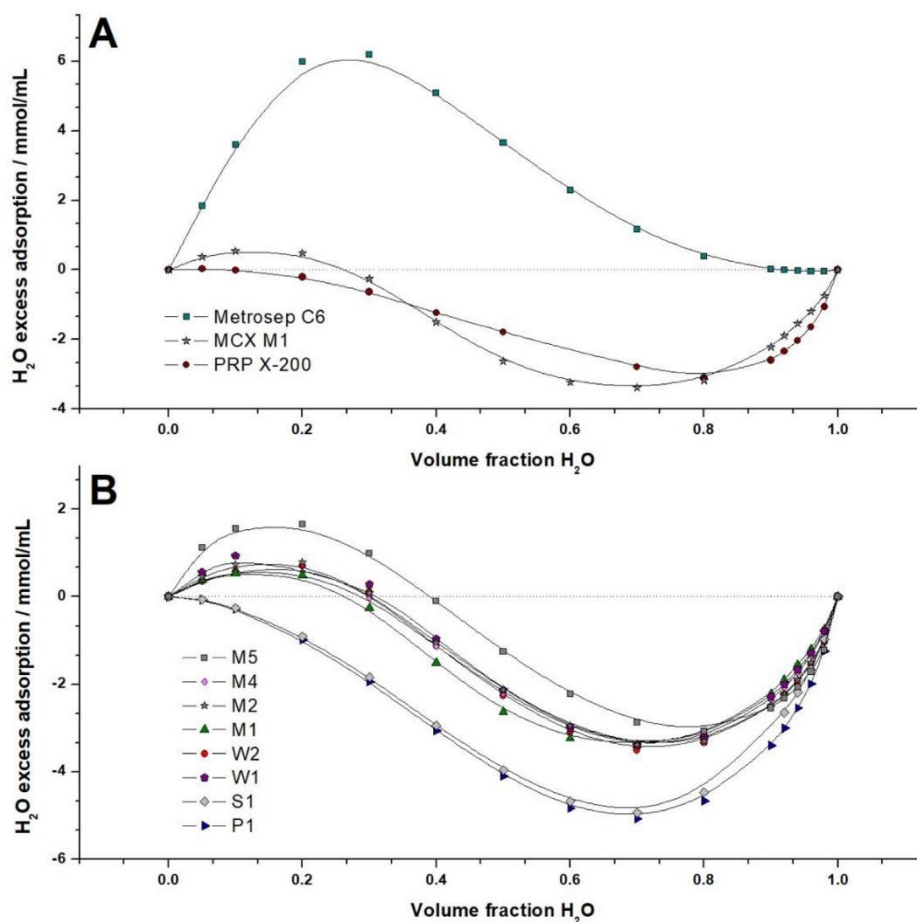 A
H₂O excess adsorption / mmol/mL
6
4
2
0
-2
-4
Metrosep C6
MCX M1
PRP X-200
0.0 0.2 0.4 0.6 0.8 1.0
Volume fraction H₂O
B
H₂O excess adsorption / mmol/mL
2
0
-2
-4
-6
M5
M4
M2
M1
W2
W1
S1
P1
0.0 0.2 0.4 0.6 0.8 1.0
Volume fraction H₂O